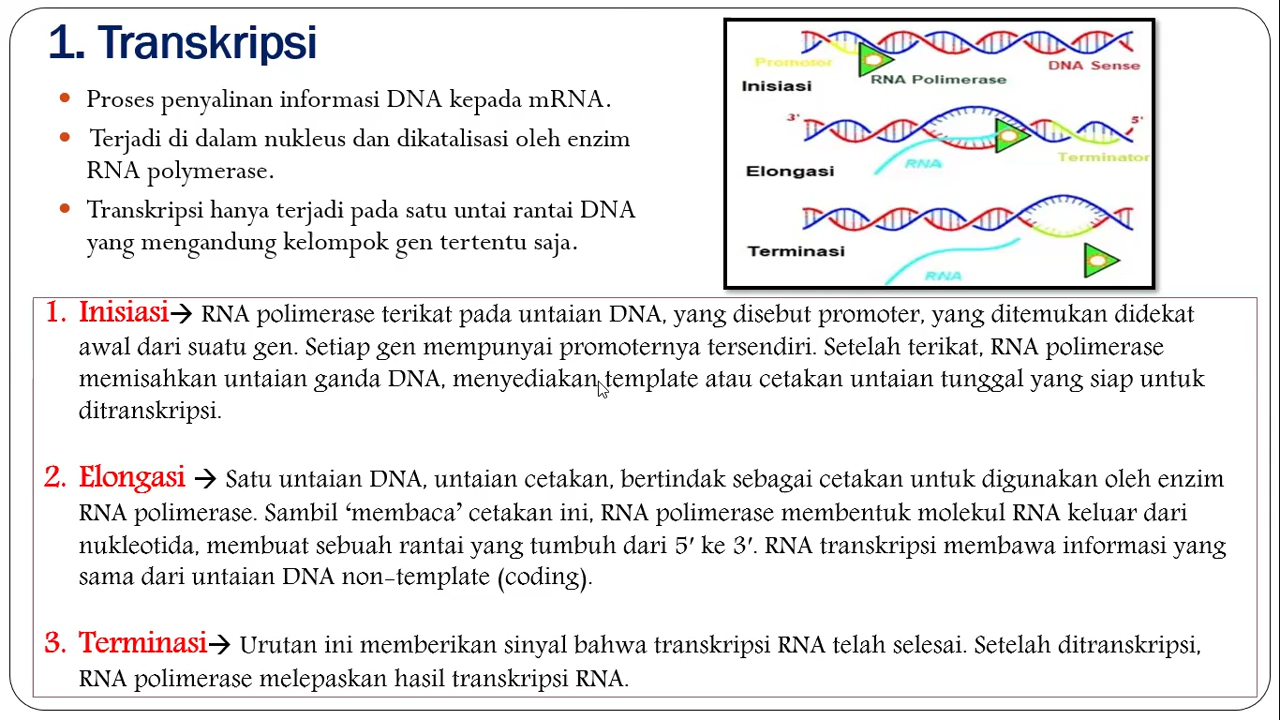 1. Transkripsi
• Proses penyalinan informasi DNA kepada mRNA.
• Terjadi di dalam nukleus dan dikatalisasi oleh enzim
RNA polymerase.
• Transkripsi hanya terjadi pada satu untai rantai DNA
yang mengandung kelompok gen tertentu saja.
Promotor
RNA Polimerase
DNA Sense
Inisiasi
3'
5'
RNA
Terminator
Elongasi
Terminasi
RNA
1. Inisiasi→ RNA polimerase terikat pada untaian DNA, yang disebut promoter, yang ditemukan didekat
awal dari suatu gen. Setiap gen mempunyai promoternya tersendiri. Setelah terikat, RNA polimerase
memisahkan untaian ganda DNA, menyediakan template atau cetakan untaian tunggal yang siap untuk
ditranskripsi.
2. Elongasi → Satu untaian DNA, untaian cetakan, bertindak sebagai cetakan untuk digunakan oleh enzim
RNA polimerase. Sambil ‘membaca’ cetakan ini, RNA polimerase membentuk molekul RNA keluar dari
nukleotida, membuat sebuah rantai yang tumbuh dari 5' ke 3'. RNA transkripsi membawa informasi yang
sama dari untaian DNA non-template (coding).
3. Terminasi→ Urutan ini memberikan sinyal bahwa transkripsi RNA telah selesai. Setelah ditranskripsi,
RNA polimerase melepaskan hasil transkripsi RNA.